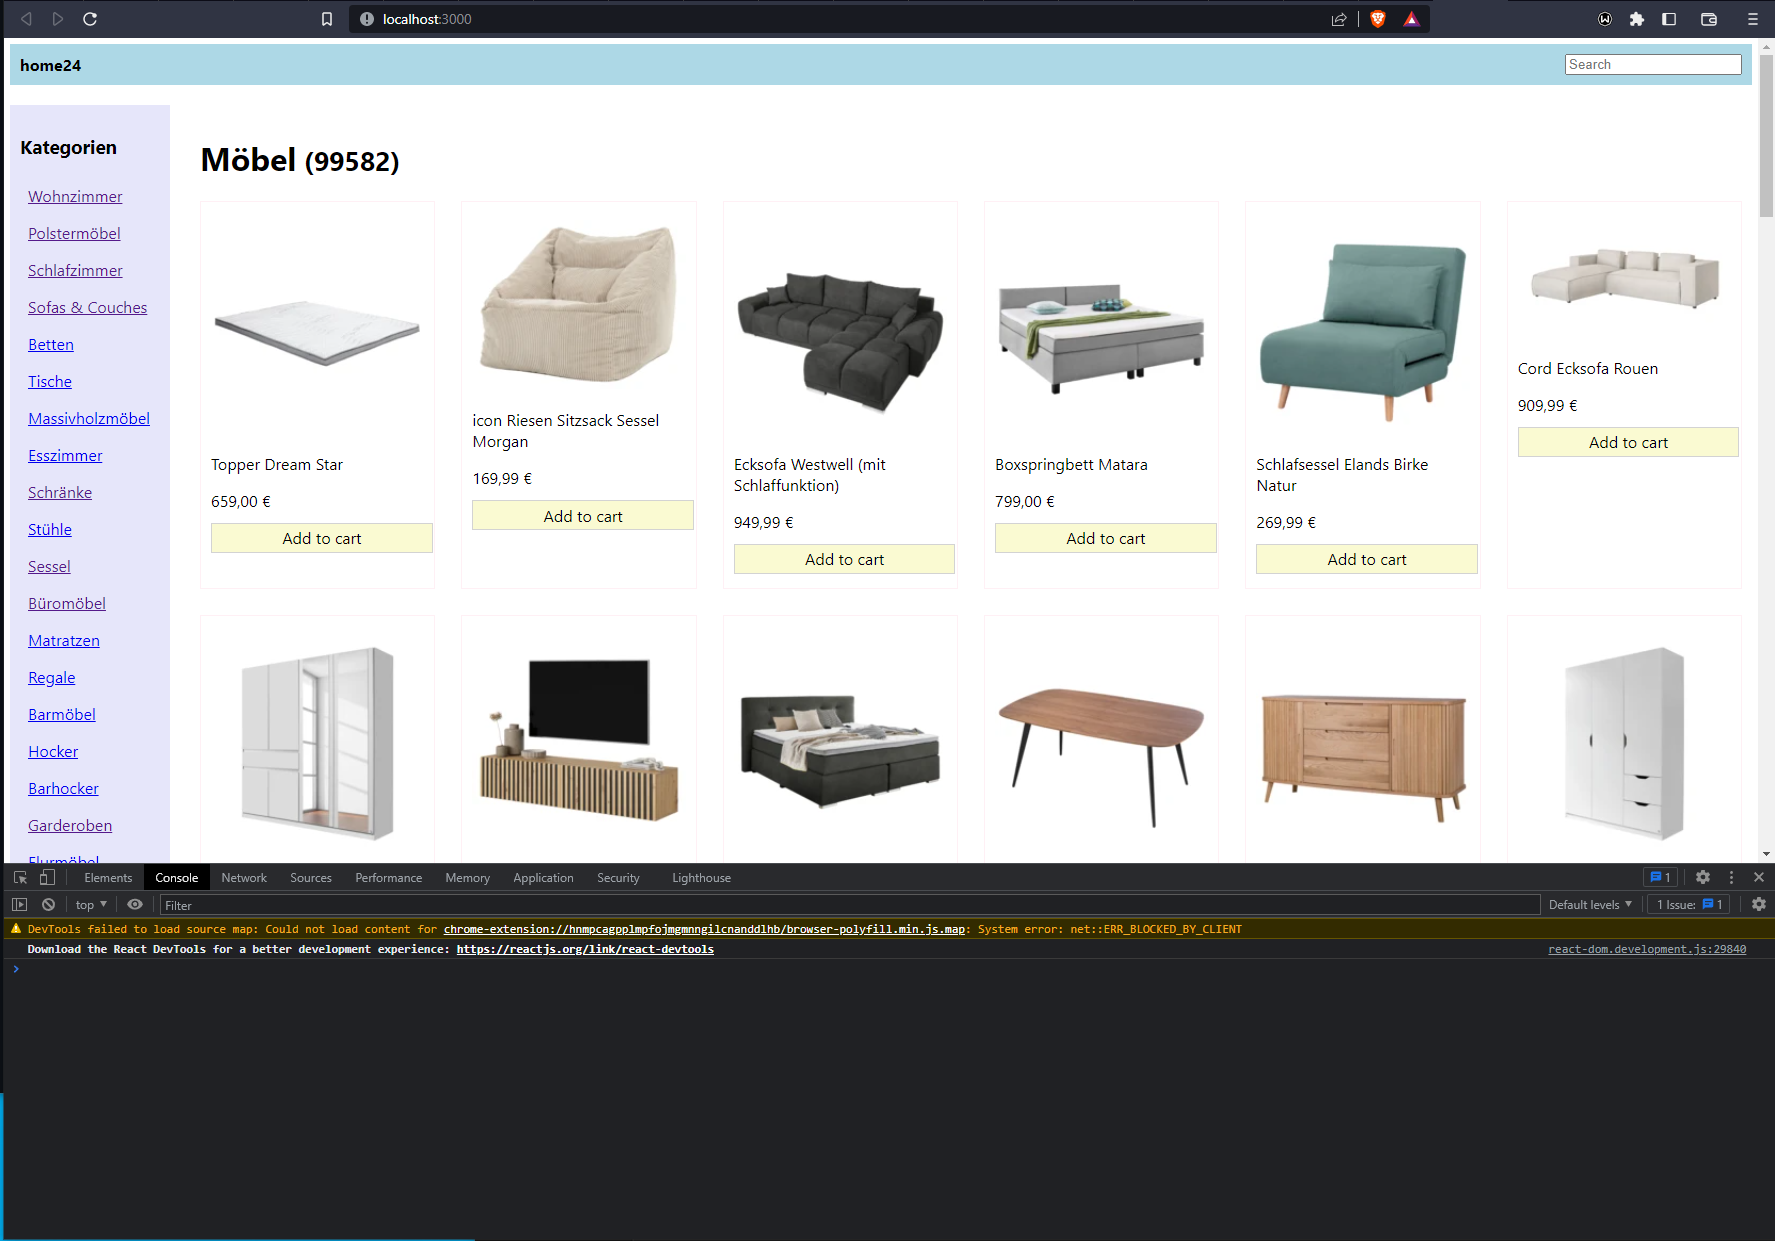 localhost:3000
home24
Search
Kategorien
Wohnzimmer
Polstermöbel
Schlafzimmer
Sofas & Couches
Betten
Tische
Massivholzmöbel
Esszimmer
Schränke
Stühle
Sessel
Büromöbel
Matratzen
Regale
Barmöbel
Hocker
Barhocker
Garderoben
Flurmöbel
Möbel (99582)
Topper Dream Star
659,00 €
Add to cart
icon Riesen Sitzsack Sessel
Morgan
169,99 €
Add to cart
Ecksofa Westwell (mit
Schlaffunktion)
949,99 €
Add to cart
Boxspringbett Matara
799,00 €
Add to cart
Schlafsessel Elands Birke
Natur
269,99 €
Add to cart
Cord Ecksofa Rouen
909,99 €
Add to cart
Elements Console Network Sources Performance Memory Application Security Lighthouse 1
top Filter Default levels 1 Issue: 1
DevTools failed to load source map: Could not load content for chrome-extension://hnmpcagpplmpfojmgmnngilcnanddlhb/browser-polyfill.min.js.map: System error: net::ERR_BLOCKED_BY_CLIENT
Download the React DevTools for a better development experience: https://reactjs.org/link/react-devtools react-dom.development.js:29840